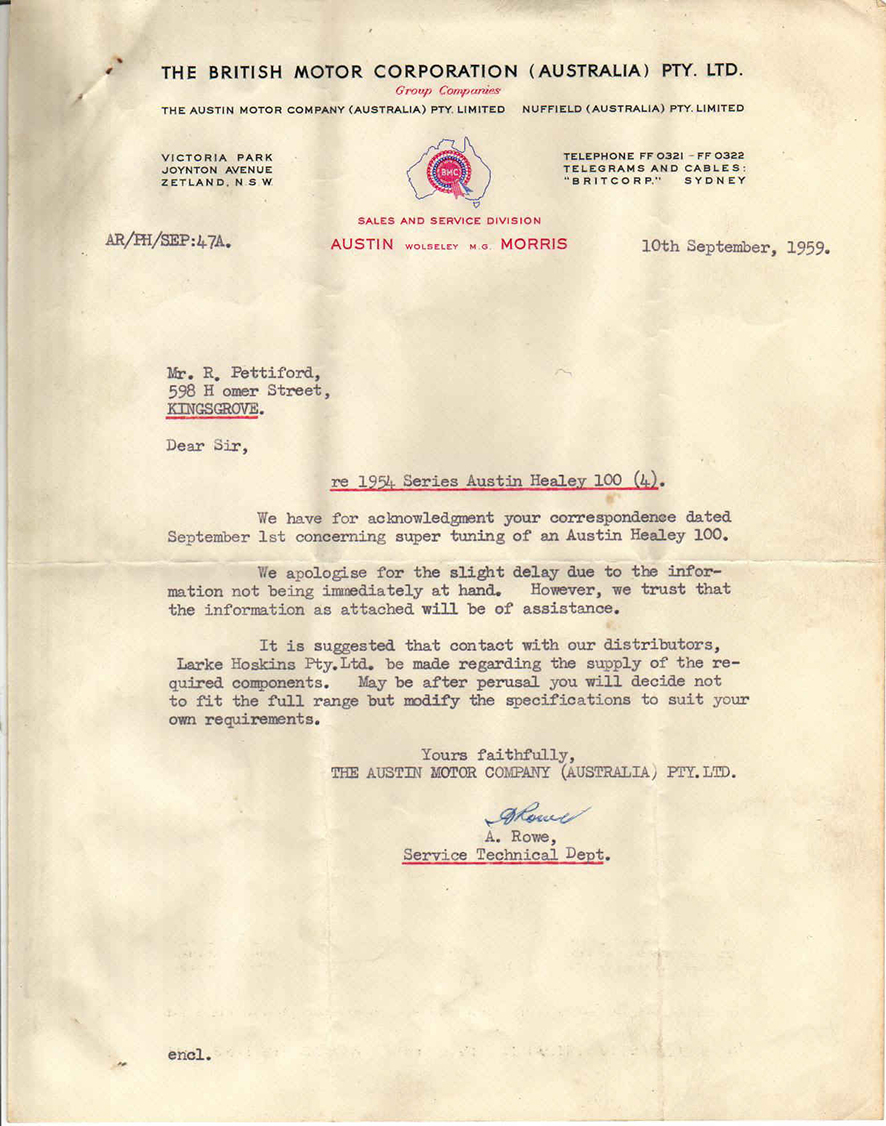 THE BRITISH MOTOR CORPORATION (AUSTRALIA) PTY. LTD.
Group Companies
THE AUSTIN MOTOR COMPANY (AUSTRALIA) PTY. LIMITED NUFFIELD (AUSTRALIA) PTY. LIMITED
VICTORIA PARK
JOYNTON AVENUE
ZETLAND, N.S.W.
BMC
TELEPHONE FF 0321 - FF 0322
TELEGRAMS AND CABLES:
"BRITCORP." SYDNEY
SALES AND SERVICE DIVISION
AUSTIN WOLSELEY M.G. MORRIS
AR/PH/SEP:47A.
10th September, 1959.
Mr. R. Pettiford,
598 H omer Street,
KINGSGROVE.
Dear Sir,
re 1954 Series Austin Healey 100 (4).
We have for acknowledgment your correspondence dated
September 1st concerning super tuning of an Austin Healey 100.
We apologise for the slight delay due to the infor-
mation not being immediately at hand. However, we trust that
the information as attached will be of assistance.
It is suggested that contact with our distributors,
Larke Hoskins Pty.Ltd. be made regarding the supply of the re-
quired components. May be after perusal you will decide not
to fit the full range but modify the specifications to suit your
own requirements.
Yours faithfully,
THE AUSTIN MOTOR COMPANY (AUSTRALIA) PTY.LTD.
A Rowe
A. Rowe,
Service Technical Dept.
encl.